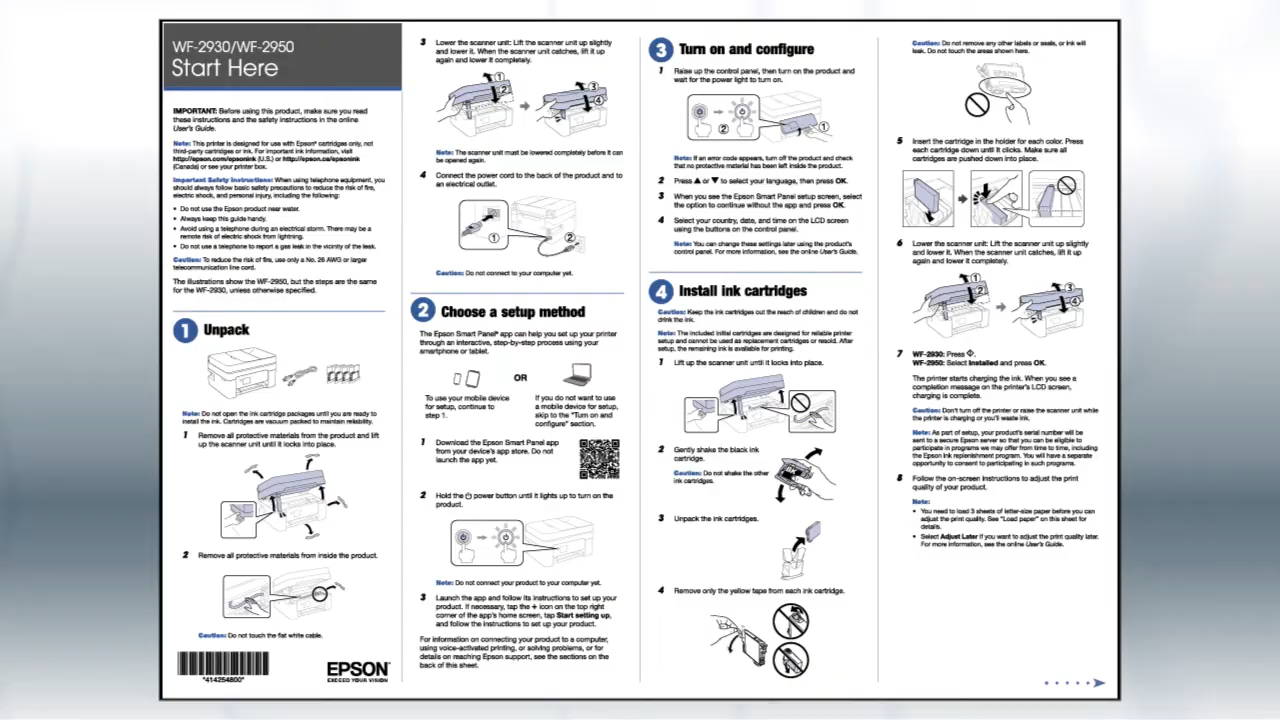 WF-2930/WF-2950
Start Here
IMPORTANT: Before using this product, make sure you read
these instructions and the safety instructions in the online
User's Guide.
Note: This printer is designed for use with Epson® cartridges only, not
third-party cartridges or ink. For important ink information, visit
http://epson.com/epsonink (U.S.) or http://epson.ca/epsonink
(Canada) or see your printer box.
Important Safety Instructions: When using telephone equipment, you
should always follow basic safety precautions to reduce the risk of fire,
electric shock, and personal injury, including the following:
• Do not use the Epson product near water.
• Always keep this guide handy.
• Avoid using a telephone during an electrical storm. There may be a
remote risk of electric shock from lightning.
• Do not use a telephone to report a gas leak in the vicinity of the leak.
Caution: To reduce the risk of fire, use only a No. 26 AWG or larger
telecommunication line cord.
The illustrations show the WF-2950, but the steps are the same
for the WF-2930, unless otherwise specified.
1 Unpack
Note: Do not open the ink cartridge packages until you are ready to
install the ink. Cartridges are vacuum packed to maintain reliability.
1 Remove all protective materials from the product and lift
up the scanner unit until it locks into place.
2 Remove all protective materials from inside the product.
Caution: Do not touch the flat white cable.
*414254800*
EPSON
EXCEED YOUR VISION
3 Lower the scanner unit: Lift the scanner unit up slightly
and lower it. When the scanner unit catches, lift it up
again and lower it completely.
1
2
3
4
Note: The scanner unit must be lowered completely before it can
be opened again.
4 Connect the power cord to the back of the product and to
an electrical outlet.
1
2
Caution: Do not connect to your computer yet.
2 Choose a setup method
The Epson Smart Panel® app can help you set up your printer
through an interactive, step-by-step process using your
smartphone or tablet.
OR
To use your mobile device
for setup, continue to
step 1.
If you do not want to use
a mobile device for setup,
skip to the "Turn on and
configure" section.
1 Download the Epson Smart Panel app
from your device's app store. Do not
launch the app yet.
2 Hold the ⏻ power button until it lights up to turn on the
product.
Note: Do not connect your product to your computer yet.
3 Launch the app and follow its instructions to set up your
product. If necessary, tap the + icon on the top right
corner of the app's home screen, tap Start setting up,
and follow the instructions to set up your product.
For information on connecting your product to a computer,
using voice-activated printing, or solving problems, or for
details on reaching Epson support, see the sections on the
back of this sheet.
3 Turn on and configure
1 Raise up the control panel, then turn on the product and
wait for the power light to turn on.
2
1
Note: If an error code appears, turn off the product and check
that no protective material has been left inside the product.
2 Press ▲ or ▼ to select your language, then press OK.
3 When you see the Epson Smart Panel setup screen, select
the option to continue without the app and press OK.
4 Select your country, date, and time on the LCD screen
using the buttons on the control panel.
Note: You can change these settings later using the product's
control panel. For more information, see the online User's Guide.
4 Install ink cartridges
Caution: Keep the ink cartridges out the reach of children and do not
drink the ink.
Note: The included initial cartridges are designed for reliable printer
setup and cannot be used as replacement cartridges or resold. After
setup, the remaining ink is available for printing.
1 Lift up the scanner unit until it locks into place.
2 Gently shake the black ink
cartridge.
Caution: Do not shake the other
ink cartridges.
3 Unpack the ink cartridges.
4 Remove only the yellow tape from each ink cartridge.
Caution: Do not remove any other labels or seals, or ink will
leak. Do not touch the areas shown here.
EPSON
5 Insert the cartridge in the holder for each color. Press
each cartridge down until it clicks. Make sure all
cartridges are pushed down into place.
6 Lower the scanner unit: Lift the scanner unit up slightly
and lower it. When the scanner unit catches, lift it up
again and lower it completely.
1
2
3
4
7 WF-2930: Press.
WF-2950: Select Installed and press OK.
The printer starts charging the ink. When you see a
completion message on the printer's LCD screen,
charging is complete.
Caution: Don't turn off the printer or raise the scanner unit while
the printer is charging or you'll waste ink.
Note: As part of setup, your product's serial number will be
sent to a secure Epson server so that you can be eligible to
participate in programs we may offer from time to time, including
the Epson ink replenishment program. You will have a separate
opportunity to consent to participating in such programs.
8 Follow the on-screen instructions to adjust the print
quality of your product.
Note:
• You need to load 3 sheets of letter-size paper before you can
adjust the print quality. See "Load paper" on this sheet for
details.
• Select Adjust Later if you want to adjust the print quality later.
For more information, see the online User's Guide.